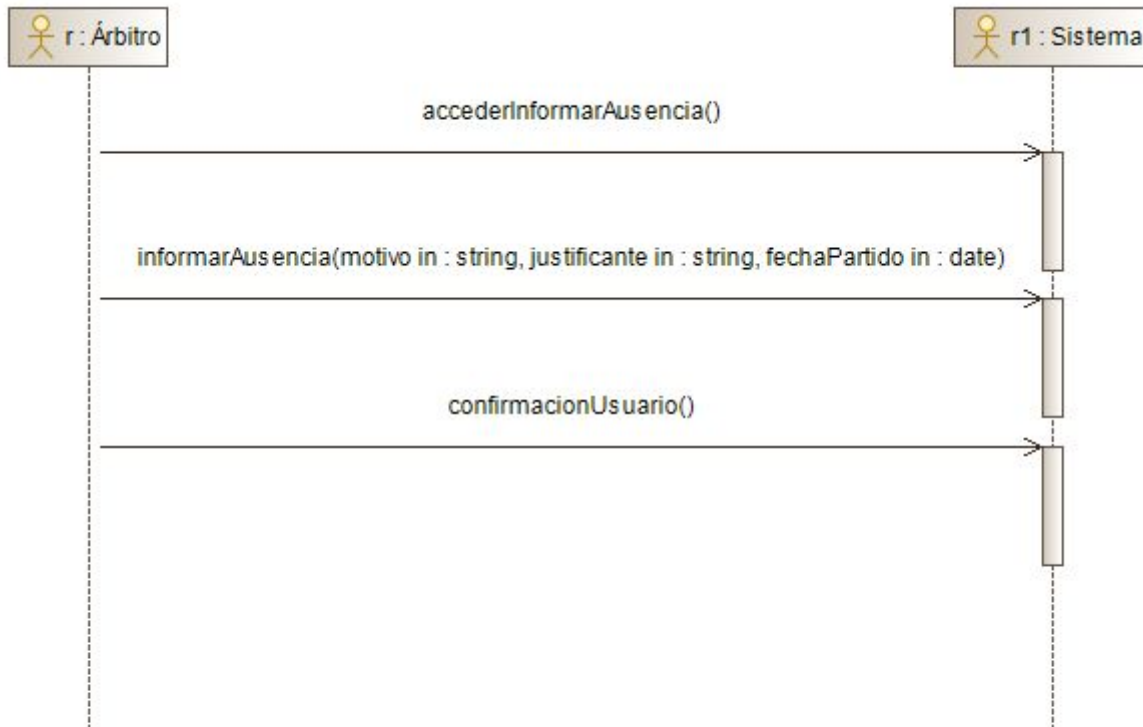 r : Árbitro
r1 : Sistema
accederInformarAusencia()
informarAusencia(motivo in : string, justificante in : string, fechaPartido in : date)
confirmacionUsuario()